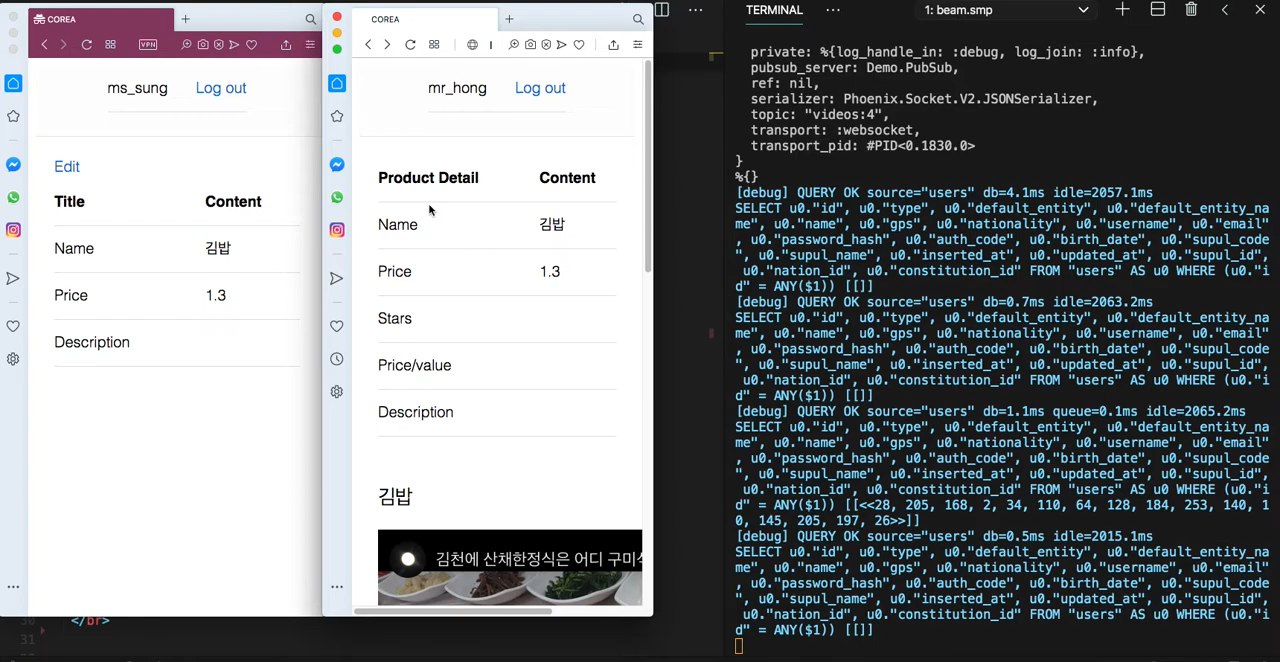 COREA
VPN
ms_sung
Log out
Edit
Title Content
Name 김밥
Price 1.3
Description
COREA
mr_hong
Log out
Product Detail Content
Name 김밥
Price 1.3
Stars
Price/value
Description
김밥
김천에 산채한정식은 어디 구미
30 </br>
31
TERMINAL
1: beam.smp
private: %{log_handle_in: :debug, log_join: :info},
pubsub_server: Demo.PubSub,
ref: nil,
serializer: Phoenix.Socket.V2.JSONSerializer,
topic: "videos:4",
transport: :websocket,
transport_pid: #PID<0.1830.0>
}
%{}
[debug] QUERY OK source="users" db=4.1ms idle=2057.1ms
SELECT u0."id", u0."type", u0."default_entity", u0."default_entity_na
me", u0."name", u0."gps", u0."nationality", u0."username", u0."email"
, u0."password_hash", u0."auth_code", u0."birth_date", u0."supul_code
", u0."supul_name", u0."inserted_at", u0."updated_at", u0."supul_id",
u0."nation_id", u0."constitution_id" FROM "users" AS u0 WHERE (u0."i
d" = ANY($1)) [[]]
[debug] QUERY OK source="users" db=0.7ms idle=2063.2ms
SELECT u0."id", u0."type", u0."default_entity", u0."default_entity_na
me", u0."name", u0."gps", u0."nationality", u0."username", u0."email"
, u0."password_hash", u0."auth_code", u0."birth_date", u0."supul_code
", u0."supul_name", u0."inserted_at", u0."updated_at", u0."supul_id",
u0."nation_id", u0."constitution_id" FROM "users" AS u0 WHERE (u0."i
d" = ANY($1)) [[]]
[debug] QUERY OK source="users" db=1.1ms queue=0.1ms idle=2065.2ms
SELECT u0."id", u0."type", u0."default_entity", u0."default_entity_na
me", u0."name", u0."gps", u0."nationality", u0."username", u0."email"
, u0."password_hash", u0."auth_code", u0."birth_date", u0."supul_code
", u0."supul_name", u0."inserted_at", u0."updated_at", u0."supul_id",
u0."nation_id", u0."constitution_id" FROM "users" AS u0 WHERE (u0."i
d" = ANY($1)) [[<<28, 205, 168, 2, 34, 110, 64, 128, 184, 253, 140, 1
0, 145, 205, 197, 26>>]]
[debug] QUERY OK source="users" db=0.5ms idle=2015.1ms
SELECT u0."id", u0."type", u0."default_entity", u0."default_entity_na
me", u0."name", u0."gps", u0."nationality", u0."username", u0."email"
, u0."password_hash", u0."auth_code", u0."birth_date", u0."supul_code
", u0."supul_name", u0."inserted_at", u0."updated_at", u0."supul_id",
u0."nation_id", u0."constitution_id" FROM "users" AS u0 WHERE (u0."i
d" = ANY($1)) [[]]